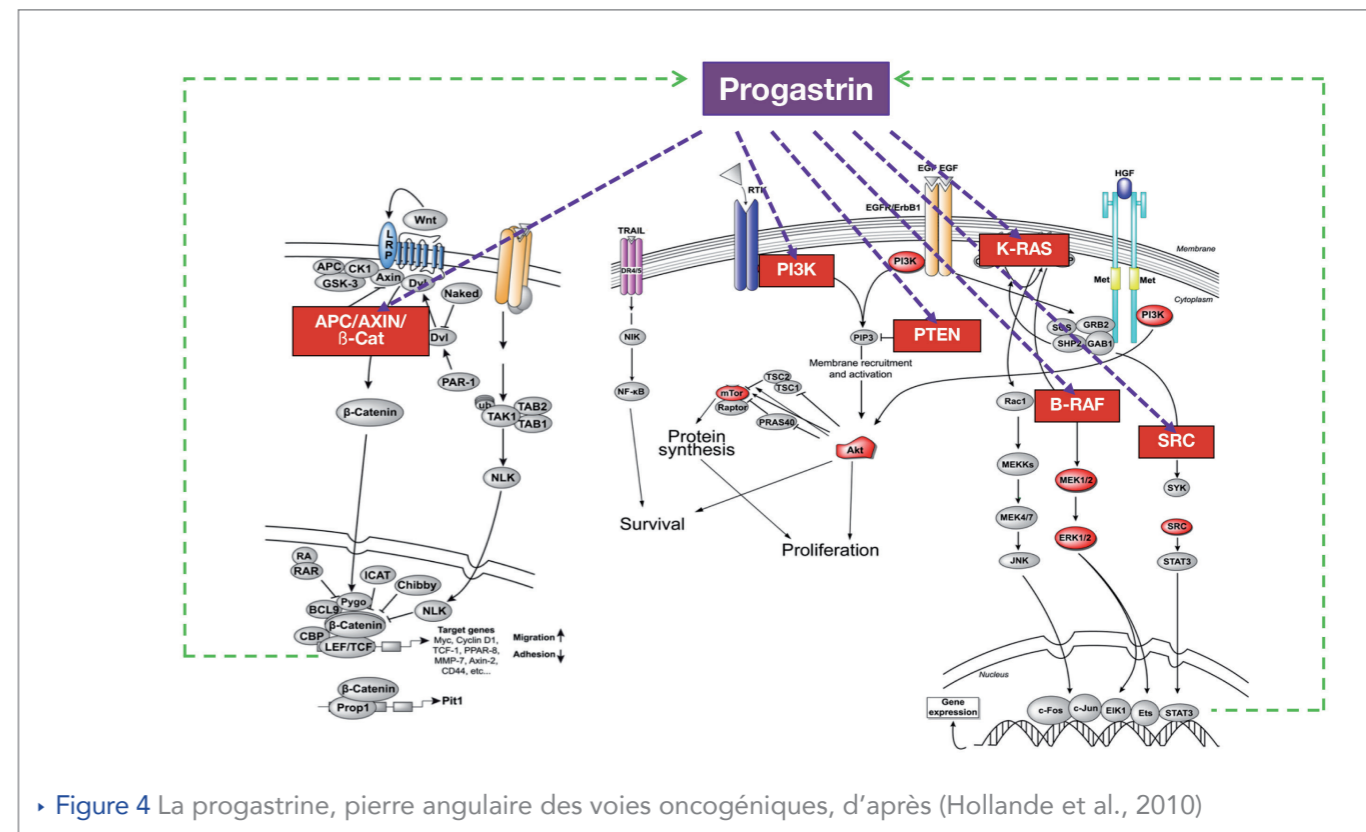 Progastrin
Wnt
LRP
APC
CK1
GSK-3
Axin
Dvl
Naked
APC/AXIN/
ß-Cat
Dvl
PAR-1
β-Catenin
ub
TAK1
TAB2
TAB1
NLK
RA
RAR
ICAT
Chibby
Pygo
BCL9
NLK
β-Catenin
CBP
LEF/TCF
Target genes
Myc, Cyclin D1,
TCF-1, PPAR-8,
MMP-7, Axin-2,
CD44, etc...
Migration
Adhesion
β-Catenin
Prop1
Pit1
TRAIL
DR4/5
NIK
NF-κB
Survival
RTK
PI3K
EGF EGF
EGFR/ErbB1
PI3K
PIP3
PTEN
Membrane recruitment
and activation
TSC2
TSC1
mTor
Raptor
PRAS40
Protein
synthesis
Akt
Proliferation
HGF
K-RAS
Membrane
Met
Met
Cytoplasm
PI3K
SOS
GRB2
SHP2
GAB1
Rac1
B-RAF
SRC
MEKKs
MEK1/2
SYK
MEK4/7
ERK1/2
SRC
JNK
STAT3
Nucleus
Gene
expression
c-Fos
c-Jun
EIK1
Ets
STAT3
‣ Figure 4 La progastrine, pierre angulaire des voies oncogéniques, d’après (Hollande et al., 2010)